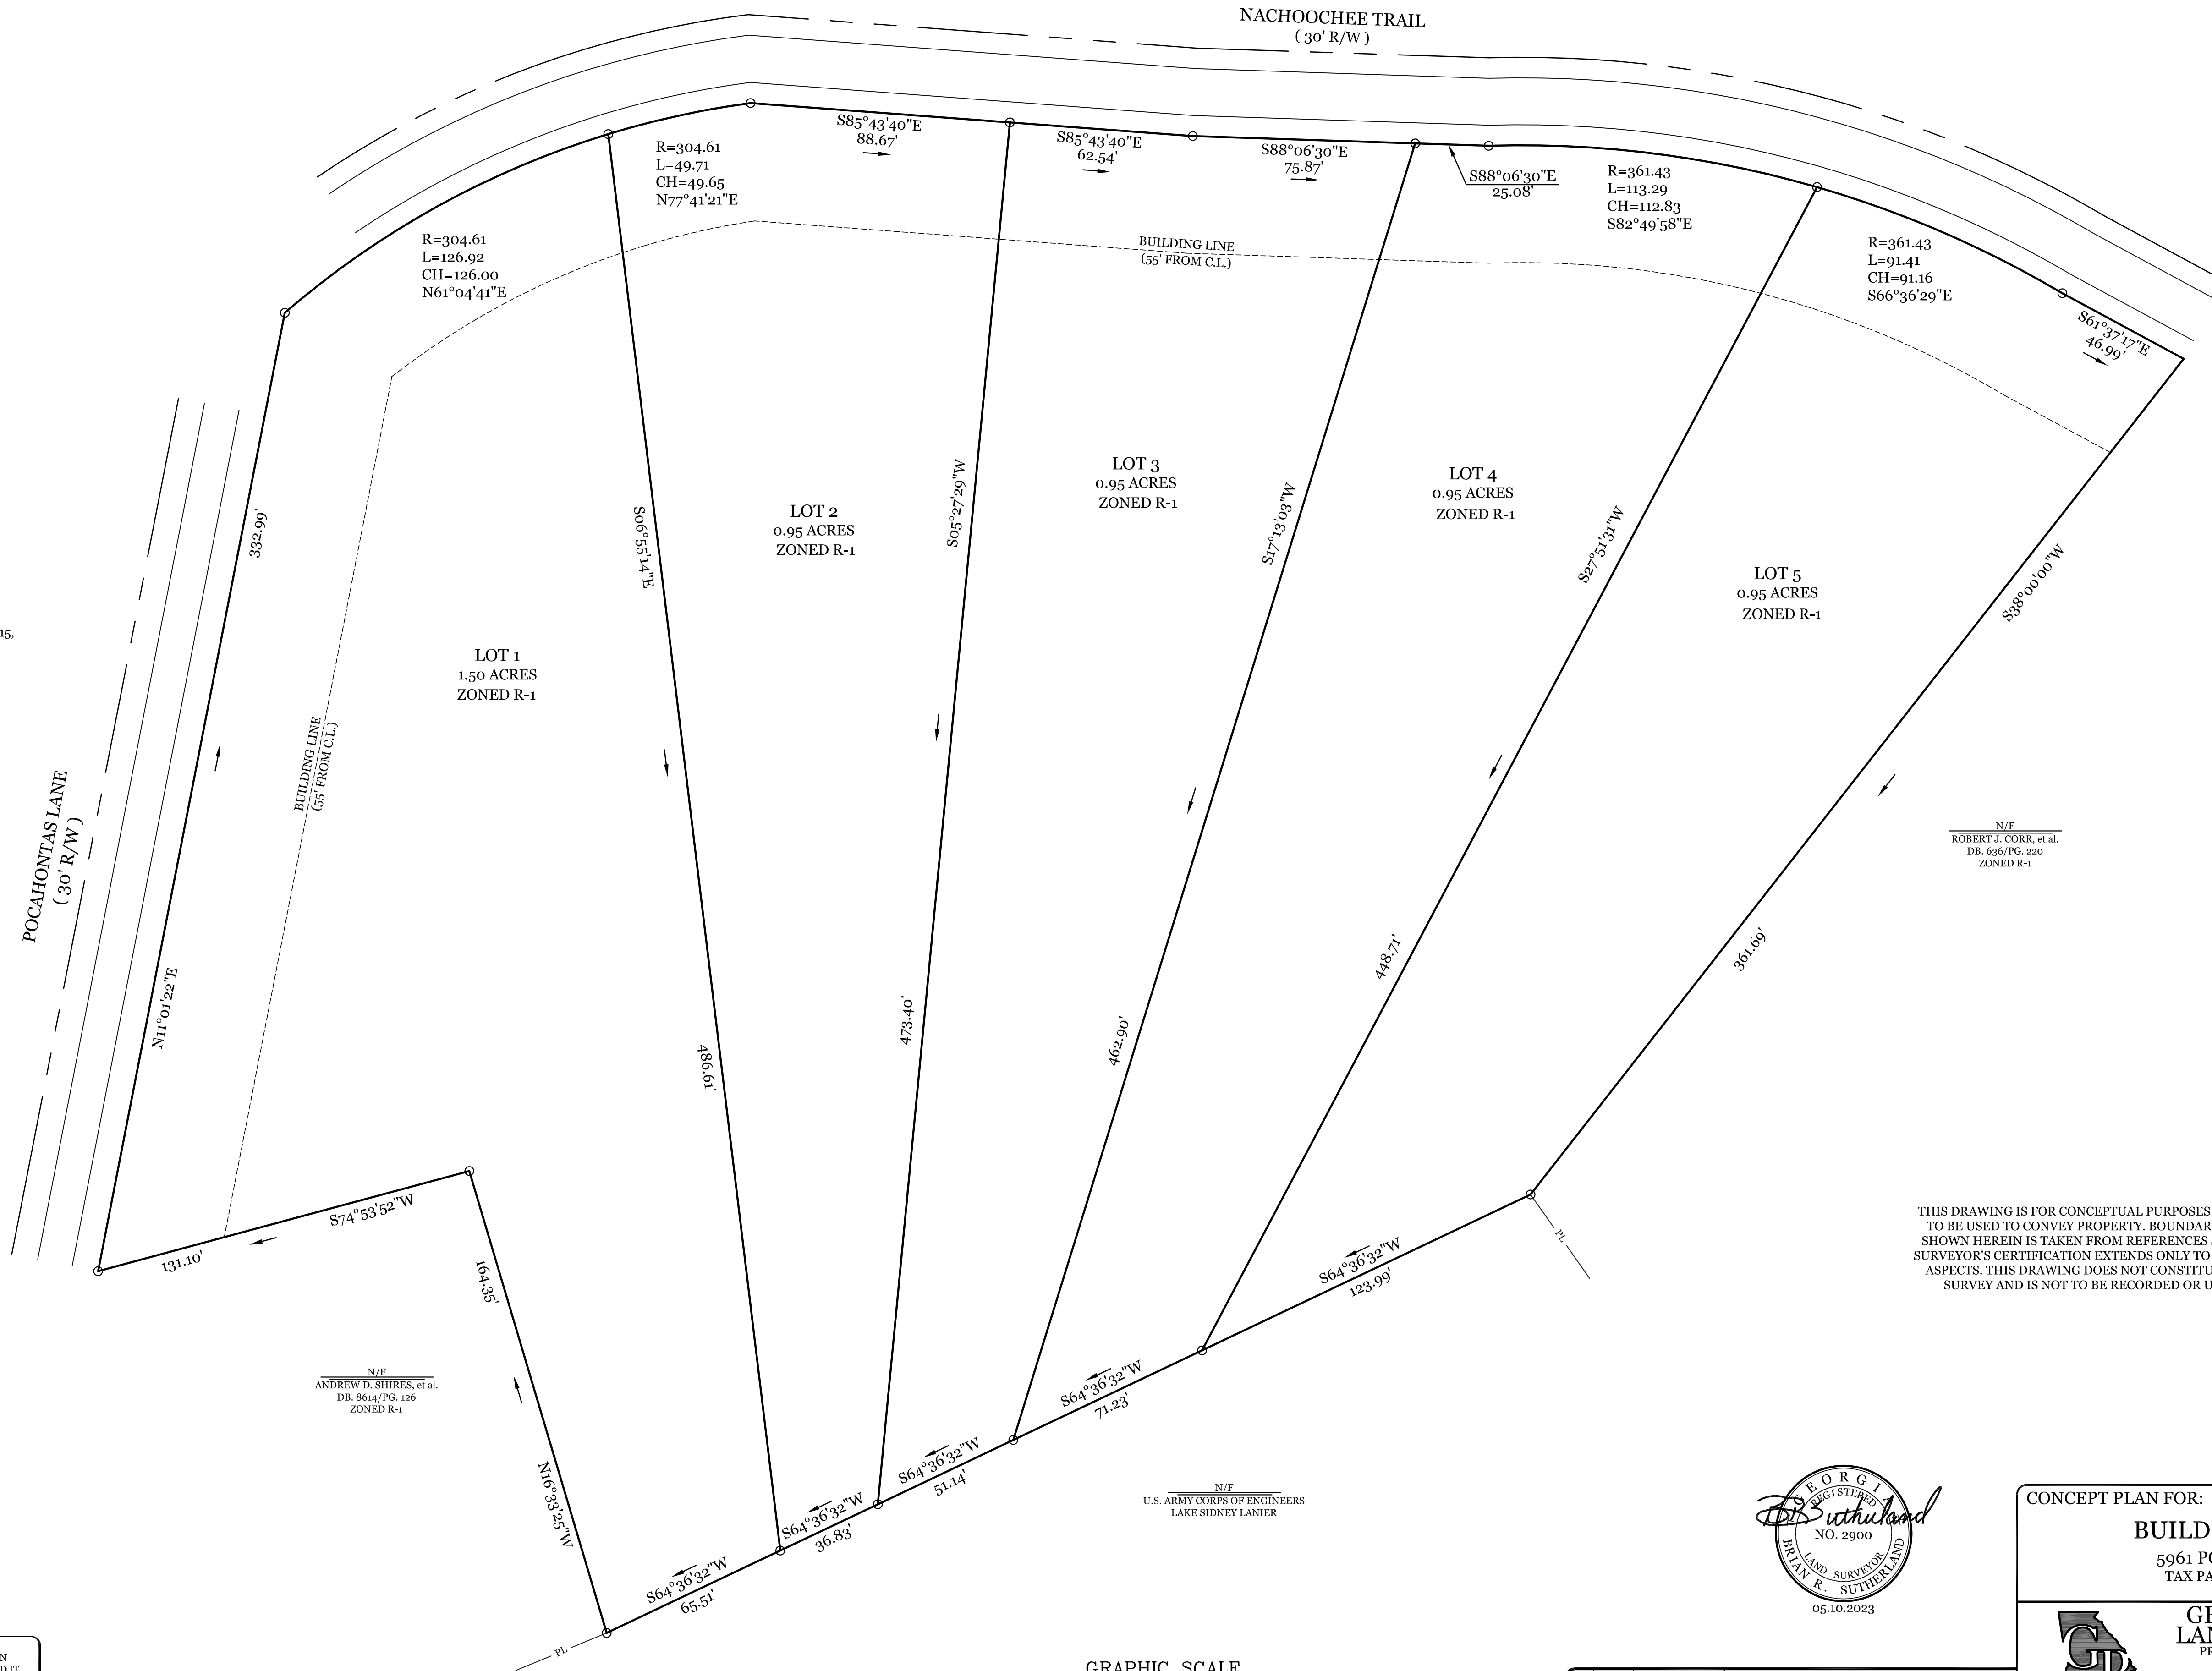 NACHOOCHEE TRAIL
( 30' R/W )
S85°43'40"E
88.67'
S85°43'40"E
62.54'
S88°06'30"E
75.87'
S88°06'30"E
25.08'
R=304.61
L=49.71
CH=49.65
N77°41'21"E
R=361.43
L=113.29
CH=112.83
S82°49'58"E
R=304.61
L=126.92
CH=126.00
N61°04'41"E
R=361.43
L=91.41
CH=91.16
S66°36'29"E
S61°37'17"E
46.99'
BUILDING LINE
(55' FROM C.L.)
332.99'
N11°01'22"E
S06°55'14"E
486.61'
S05°27'29"W
473.40'
S17°13'03"W
462.90'
S27°51'31"W
448.71'
S38°00'00"W
361.69'
LOT 1
1.50 ACRES
ZONED R-1
LOT 2
0.95 ACRES
ZONED R-1
LOT 3
0.95 ACRES
ZONED R-1
LOT 4
0.95 ACRES
ZONED R-1
LOT 5
0.95 ACRES
ZONED R-1
15,
BUILDING LINE
(55' FROM C.L.)
POCAHONTAS LANE
( 30' R/W )
N/F
ROBERT J. CORR, et al.
DB. 636/PG. 220
ZONED R-1
S74°53'52"W
131.10'
164.35'
N16°33'25"W
S64°36'32"W
65.51'
S64°36'32"W
36.83'
S64°36'32"W
51.14'
S64°36'32"W
71.23'
S64°36'32"W
123.99'
PL
PL
N/F
ANDREW D. SHIRES, et al.
DB. 8614/PG. 126
ZONED R-1
N/F
U.S. ARMY CORPS OF ENGINEERS
LAKE SIDNEY LANIER
THIS DRAWING IS FOR CONCEPTUAL PURPOSES
TO BE USED TO CONVEY PROPERTY. BOUNDAR
SHOWN HEREIN IS TAKEN FROM REFERENCES
SURVEYOR'S CERTIFICATION EXTENDS ONLY TO
ASPECTS. THIS DRAWING DOES NOT CONSTITU
SURVEY AND IS NOT TO BE RECORDED OR U
GEORGIA
REGISTERED
NO. 2900
LAND SURVEYOR
BRIAN R. SUTHERLAND
BBSutherland
05.10.2023
CONCEPT PLAN FOR:
BUILD
5961 PO
TAX PA
GP
LAN
PR
GRAPHIC SCALE
N
D IT